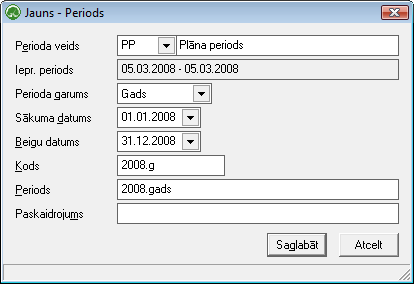 Jauns - Periods
Perioda veids PP Plāna periods
Iepr. periods 05.03.2008 - 05.03.2008
Perioda garums Gads
Sākuma datums 01.01.2008
Beigu datums 31.12.2008
Kods 2008.g
Periods 2008.gads
Paskaidrojums
Saglabāt Atcelt